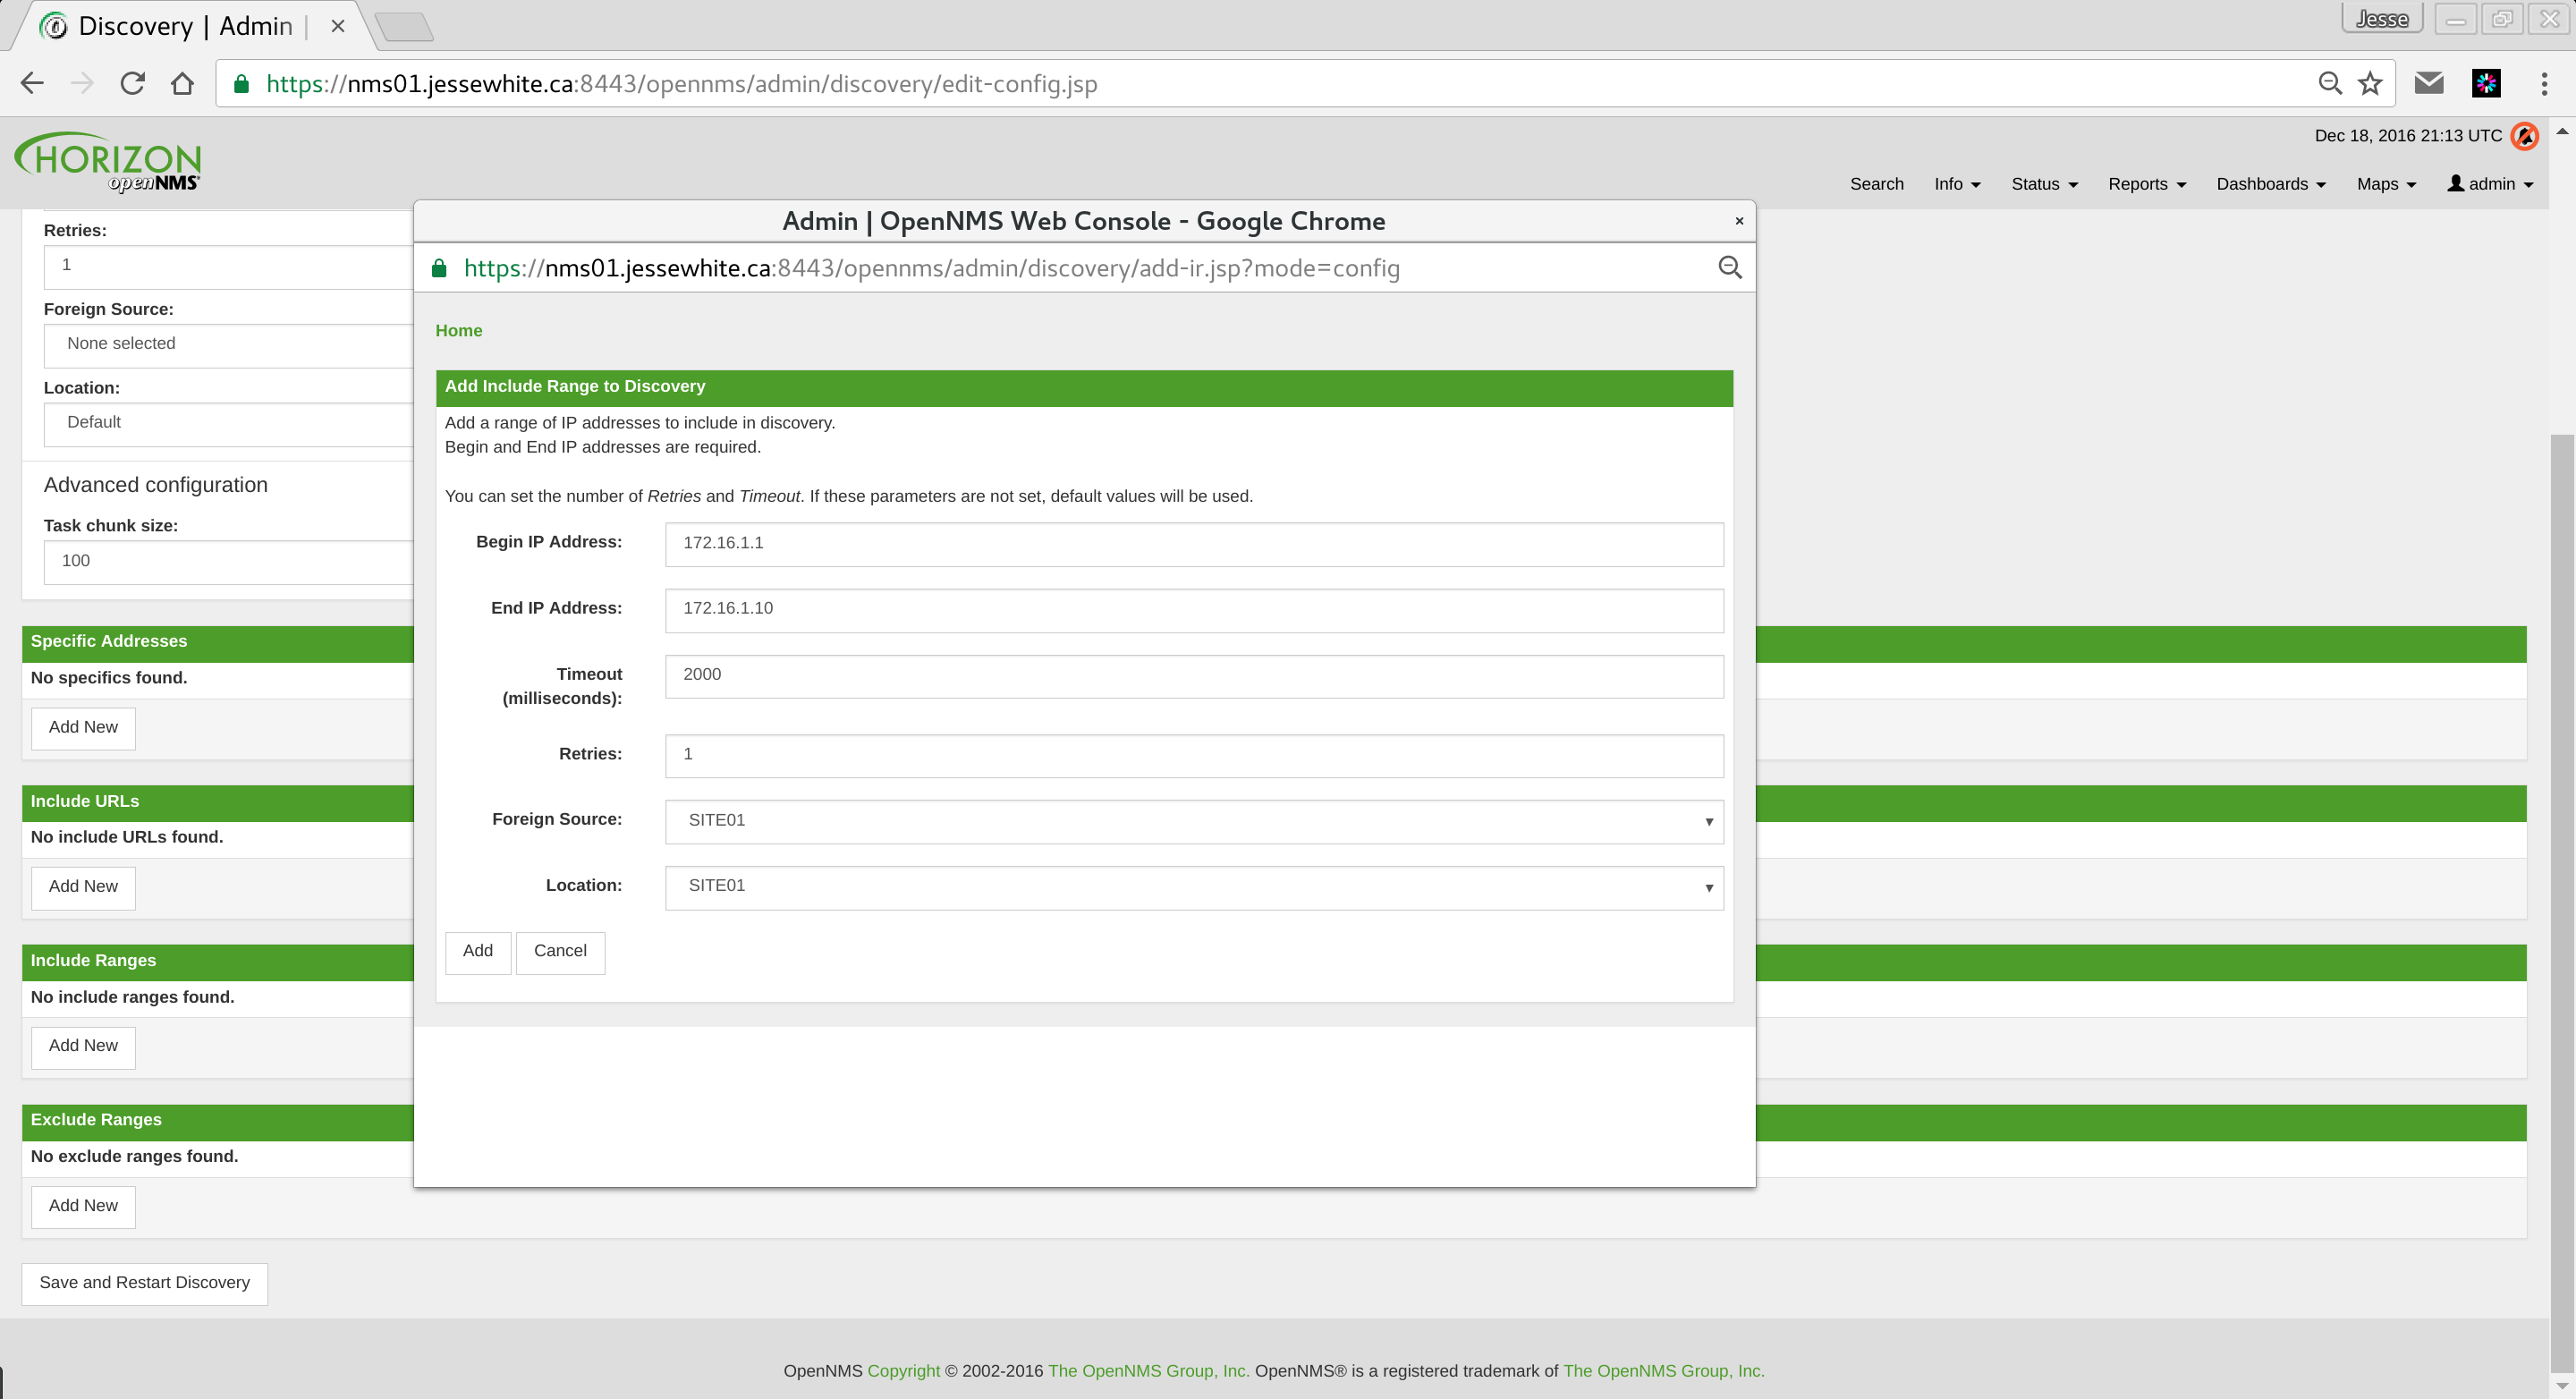 Discovery | Admin |
Jesse
https://nms01.jessewhite.ca:8443/opennms/admin/discovery/edit-config.jsp
HORIZON
openNMS
Dec 18, 2016 21:13 UTC
Search Info Status Reports Dashboards Maps admin
Retries:
1
Foreign Source:
None selected
Location:
Default
Advanced configuration
Task chunk size:
100
Specific Addresses
No specifics found.
Add New
Include URLs
No include URLs found.
Add New
Include Ranges
No include ranges found.
Add New
Exclude Ranges
No exclude ranges found.
Add New
Save and Restart Discovery
Admin | OpenNMS Web Console - Google Chrome
https://nms01.jessewhite.ca:8443/opennms/admin/discovery/add-ir.jsp?mode=config
Home
Add Include Range to Discovery
Add a range of IP addresses to include in discovery.
Begin and End IP addresses are required.
You can set the number of Retries and Timeout. If these parameters are not set, default values will be used.
Begin IP Address: 172.16.1.1
End IP Address: 172.16.1.10
Timeout 2000
(milliseconds):
Retries: 1
Foreign Source: SITE01
Location: SITE01
Add Cancel
OpenNMS Copyright © 2002-2016 The OpenNMS Group, Inc. OpenNMS® is a registered trademark of The OpenNMS Group, Inc.